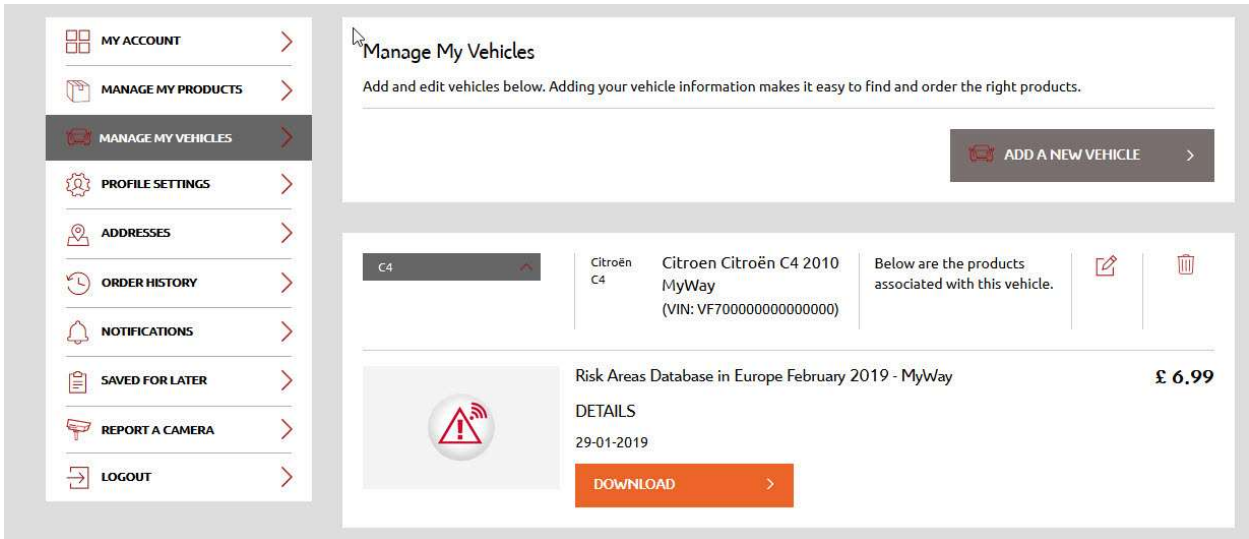 MY ACCOUNT
MANAGE MY PRODUCTS
MANAGE MY VEHICLES
PROFILE SETTINGS
ADDRESSES
ORDER HISTORY
NOTIFICATIONS
SAVED FOR LATER
REPORT A CAMERA
LOGOUT
Manage My Vehicles
Add and edit vehicles below. Adding your vehicle information makes it easy to find and order the right products.
ADD A NEW VEHICLE
C4
Citroën
C4
Citroen Citroën C4 2010
MyWay
(VIN: VF700000000000000)
Below are the products
associated with this vehicle.
Risk Areas Database in Europe February 2019 - MyWay
£ 6.99
DETAILS
29-01-2019
DOWNLOAD